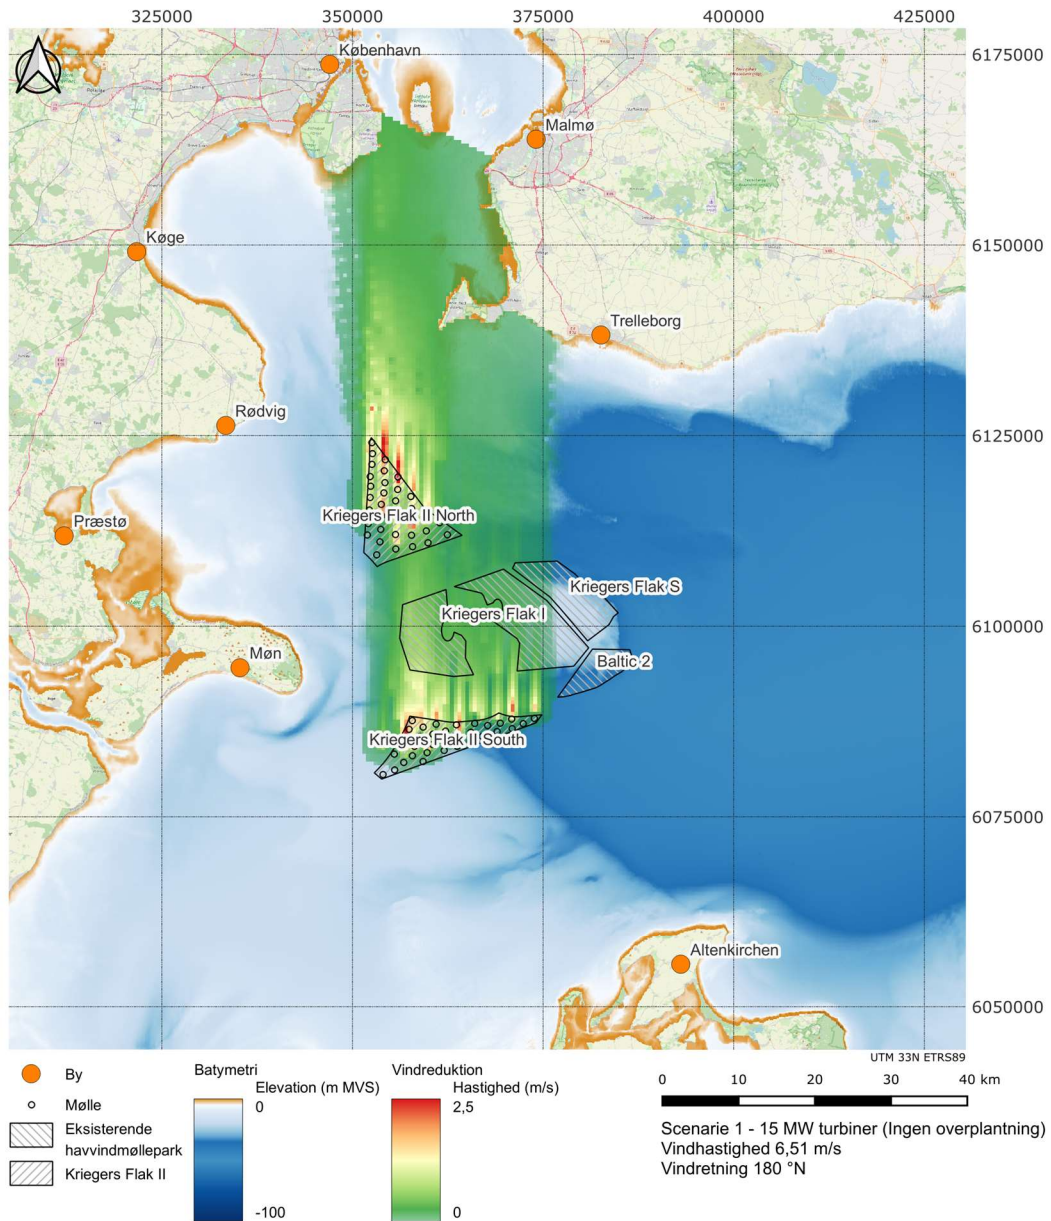 325000
350000
375000
400000
425000
6175000
6150000
6125000
6100000
6075000
6050000
København
Malmø
Køge
Trelleborg
Rødvig
Kriegers Flak II North
Præstø
Kriegers Flak S
Kriegers Flak I
Møn
Baltic 2
Kriegers Flak II South
Altenkirchen
UTM 33N ETRS89
By
Mølle
Eksisterende
havvindmøllepark
Kriegers Flak II
Batymetri
Elevation (m MVS)
0
-100
Vindreduktion
Hastighed (m/s)
2,5
0
0 10 20 30 40 km
Scenarie 1 - 15 MW turbiner (Ingen overplantning)
Vindhastighed 6,51 m/s
Vindretning 180 °N